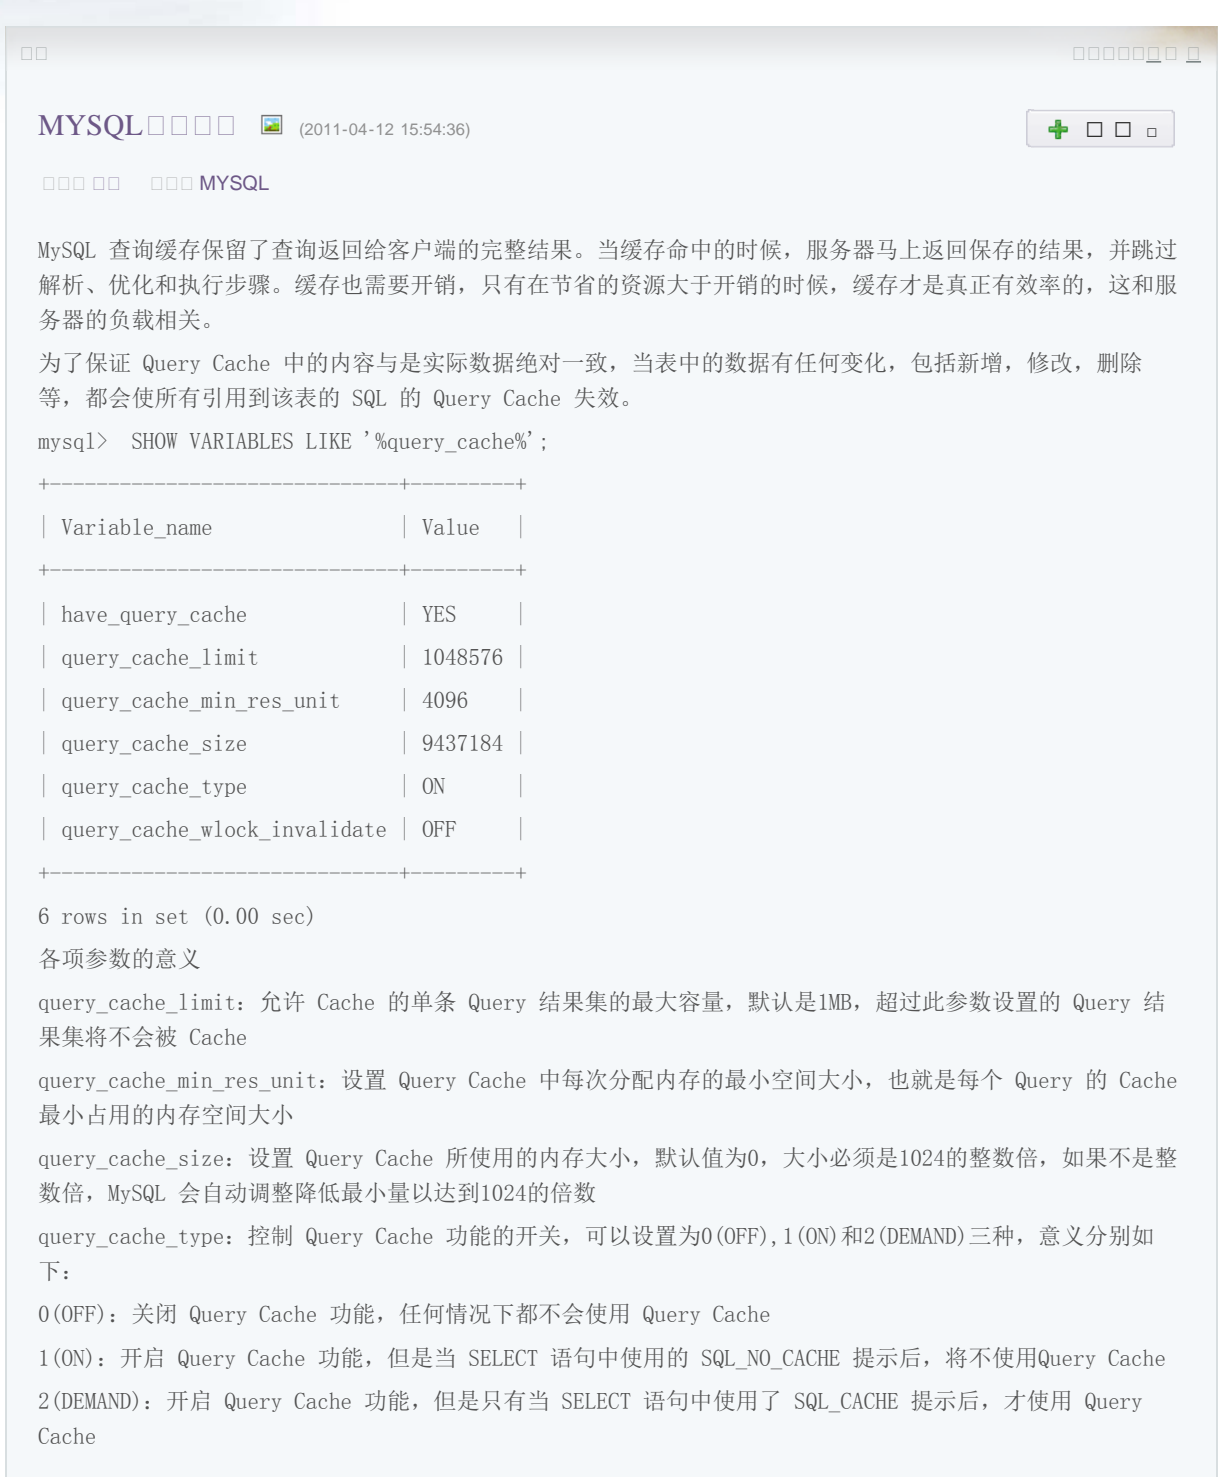 MYSQL
(2011-04-12 15:54:36)
MYSQL
MySQL 查询缓存保留了查询返回给客户端的完整结果。当缓存命中的时候，服务器马上返回保存的结果，并跳过
解析、优化和执行步骤。缓存也需要开销，只有在节省的资源大于开销的时候，缓存才是真正有效率的，这和服
务器的负载相关。
为了保证 Query Cache 中的内容与是实际数据绝对一致，当表中的数据有任何变化，包括新增，修改，删除
等，都会使所有引用到该表的 SQL 的 Query Cache 失效。
mysql>  SHOW VARIABLES LIKE '%query_cache%';
+------------------------------+---------+
| Variable_name                | Value   |
+------------------------------+---------+
| have_query_cache             | YES     |
| query_cache_limit            | 1048576 |
| query_cache_min_res_unit     | 4096    |
| query_cache_size             | 9437184 |
| query_cache_type             | ON      |
| query_cache_wlock_invalidate | OFF     |
+------------------------------+---------+
6 rows in set (0.00 sec)
各项参数的意义
query_cache_limit：允许 Cache 的单条 Query 结果集的最大容量，默认是1MB，超过此参数设置的 Query 结
果集将不会被 Cache
query_cache_min_res_unit：设置 Query Cache 中每次分配内存的最小空间大小，也就是每个 Query 的 Cache
最小占用的内存空间大小
query_cache_size：设置 Query Cache 所使用的内存大小，默认值为0，大小必须是1024的整数倍，如果不是整
数倍，MySQL 会自动调整降低最小量以达到1024的倍数
query_cache_type：控制 Query Cache 功能的开关，可以设置为0(OFF),1(ON)和2(DEMAND)三种，意义分别如
下：
0(OFF)：关闭 Query Cache 功能，任何情况下都不会使用 Query Cache
1(ON)：开启 Query Cache 功能，但是当 SELECT 语句中使用的 SQL_NO_CACHE 提示后，将不使用Query Cache
2(DEMAND)：开启 Query Cache 功能，但是只有当 SELECT 语句中使用了 SQL_CACHE 提示后，才使用 Query
Cache